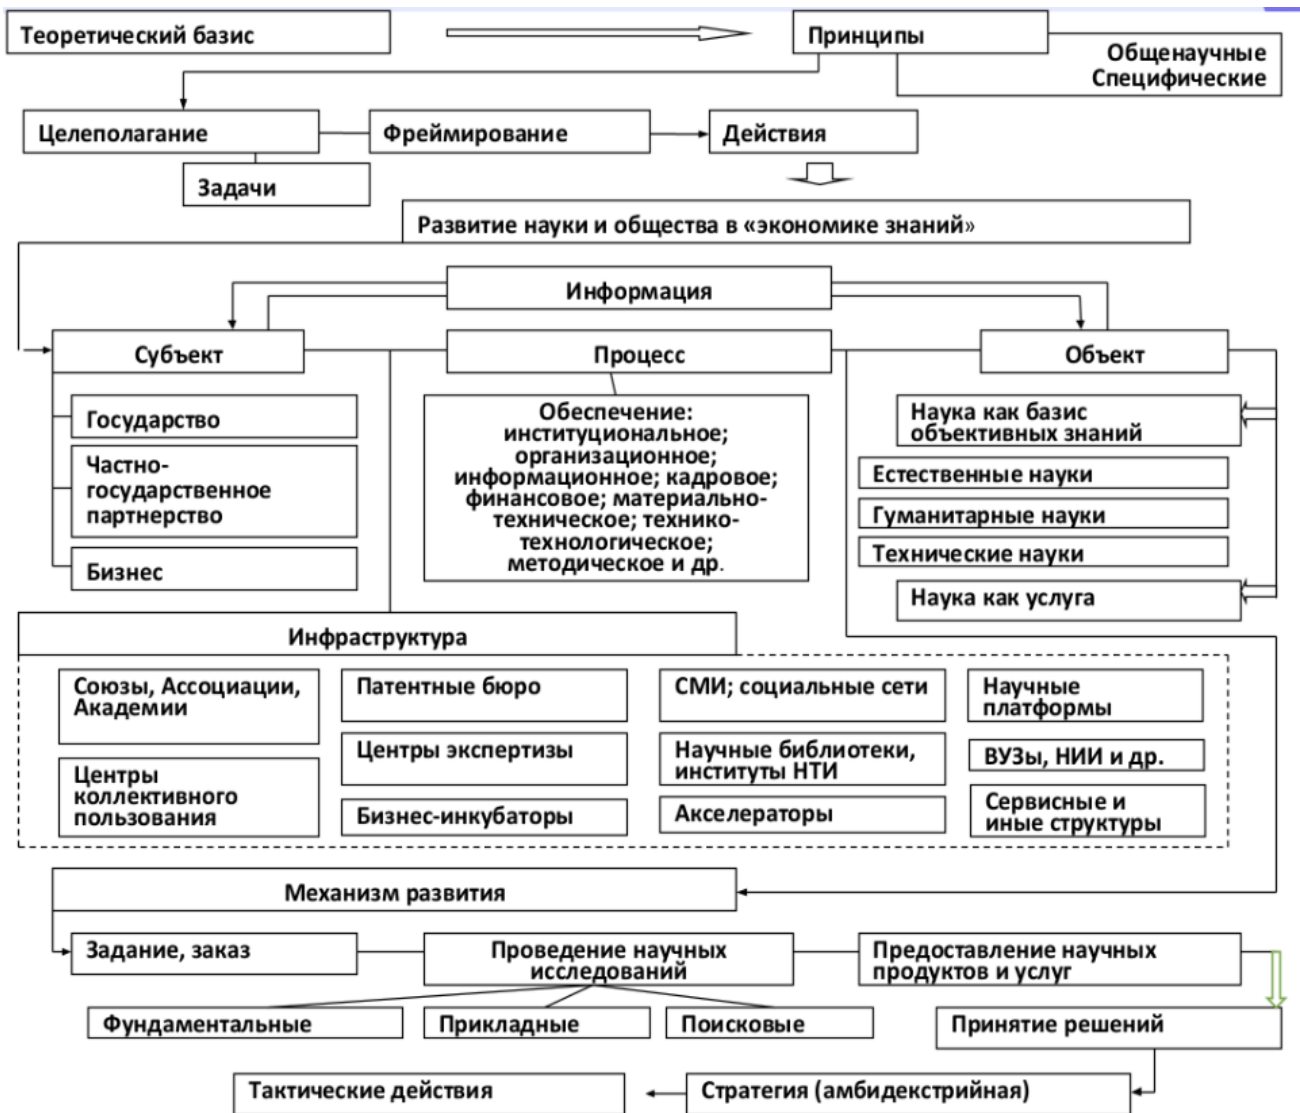 Теоретический базис
Принципы
Общенаучные
Специфические
Целеполагание
Фреймирование
Действия
Задачи
Развитие науки и общества в «экономике знаний»
Информация
Субъект
Процесс
Объект
Государство
Частно-
государственное
партнерство
Бизнес
Обеспечение:
институциональное;
организационное;
информационное; кадровое;
финансовое; материально-
техническое; технико-
технологическое;
методическое и др.
Наука как базис
объективных знаний
Естественные науки
Гуманитарные науки
Технические науки
Наука как услуга
Инфраструктура
Союзы, Ассоциации,
Академии
Патентные бюро
СМИ; социальные сети
Научные
платформы
Центры
коллективного
пользования
Центры экспертизы
Научные библиотеки,
институты НТИ
ВУЗы, НИИ и др.
Бизнес-инкубаторы
Акселераторы
Сервисные и
иные структуры
Механизм развития
Задание, заказ
Проведение научных
исследований
Предоставление научных
продуктов и услуг
Фундаментальные
Прикладные
Поисковые
Принятие решений
Тактические действия
Стратегия (амбидекстрийная)